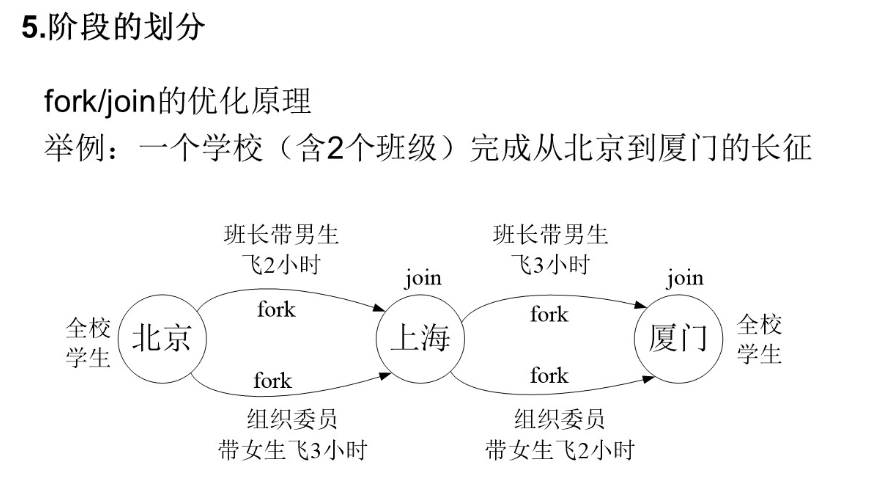 5.阶段的划分
fork/join的优化原理
举例：一个学校（含2个班级）完成从北京到厦门的长征
班长带男生
飞2小时
班长带男生
飞3小时
join
join
fork
fork
全校
学生
北京
上海
厦门
全校
学生
fork
fork
组织委员
带女生飞3小时
组织委员
带女生飞2小时